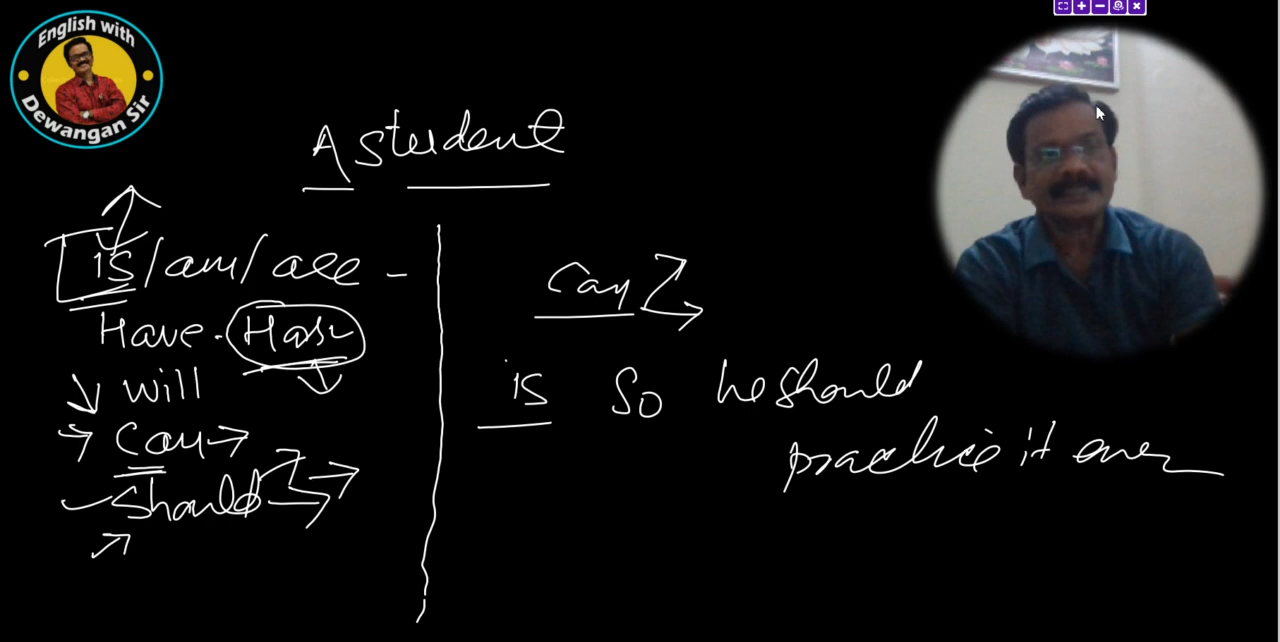 English with
Dewangan Sir
A student
is/am/are -
Have.
will
Can
Should
Can
is So he should
practice it